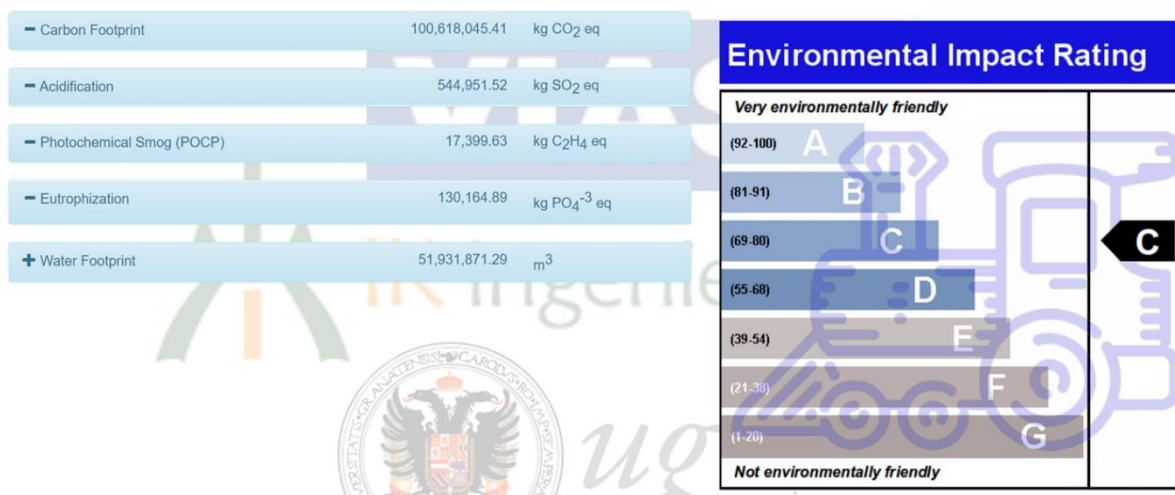 Carbon Footprint 100,618,045.41 kg CO2 eq
Acidification 544,951.52 kg SO2 eq
Photochemical Smog (POCP) 17,399.63 kg C2H4 eq
Eutrophization 130,164.89 kg PO4-3 eq
Water Footprint 51,931,871.29 m3
Environmental Impact Rating
Very environmentally friendly
(92-100) A
(81-91) B
(69-80) C
C
(55-68) D
(39-54) E
(21-38) F
(1-20) G
Not environmentally friendly
ug